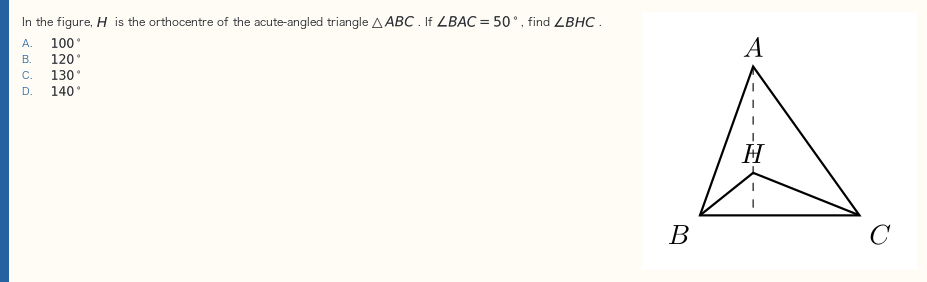 In the figure, H is the orthocentre of the acute-angled triangle △ABC . If ∠BAC = 50° , find ∠BHC .
A. 100°
B. 120°
C. 130°
D. 140°
A
H
B C